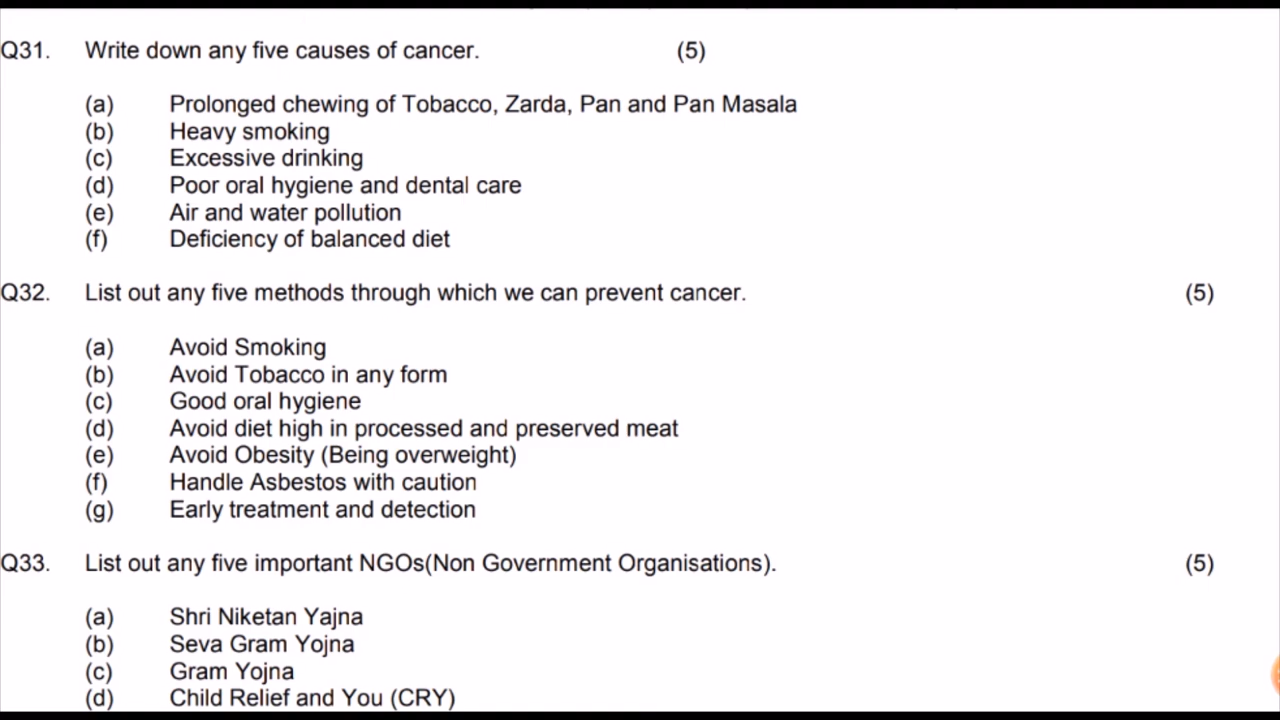 Q31. Write down any five causes of cancer. (5)
(a) Prolonged chewing of Tobacco, Zarda, Pan and Pan Masala
(b) Heavy smoking
(c) Excessive drinking
(d) Poor oral hygiene and dental care
(e) Air and water pollution
(f) Deficiency of balanced diet
Q32. List out any five methods through which we can prevent cancer. (5)
(a) Avoid Smoking
(b) Avoid Tobacco in any form
(c) Good oral hygiene
(d) Avoid diet high in processed and preserved meat
(e) Avoid Obesity (Being overweight)
(f) Handle Asbestos with caution
(g) Early treatment and detection
Q33. List out any five important NGOs(Non Government Organisations). (5)
(a) Shri Niketan Yajna
(b) Seva Gram Yojna
(c) Gram Yojna
(d) Child Relief and You (CRY)